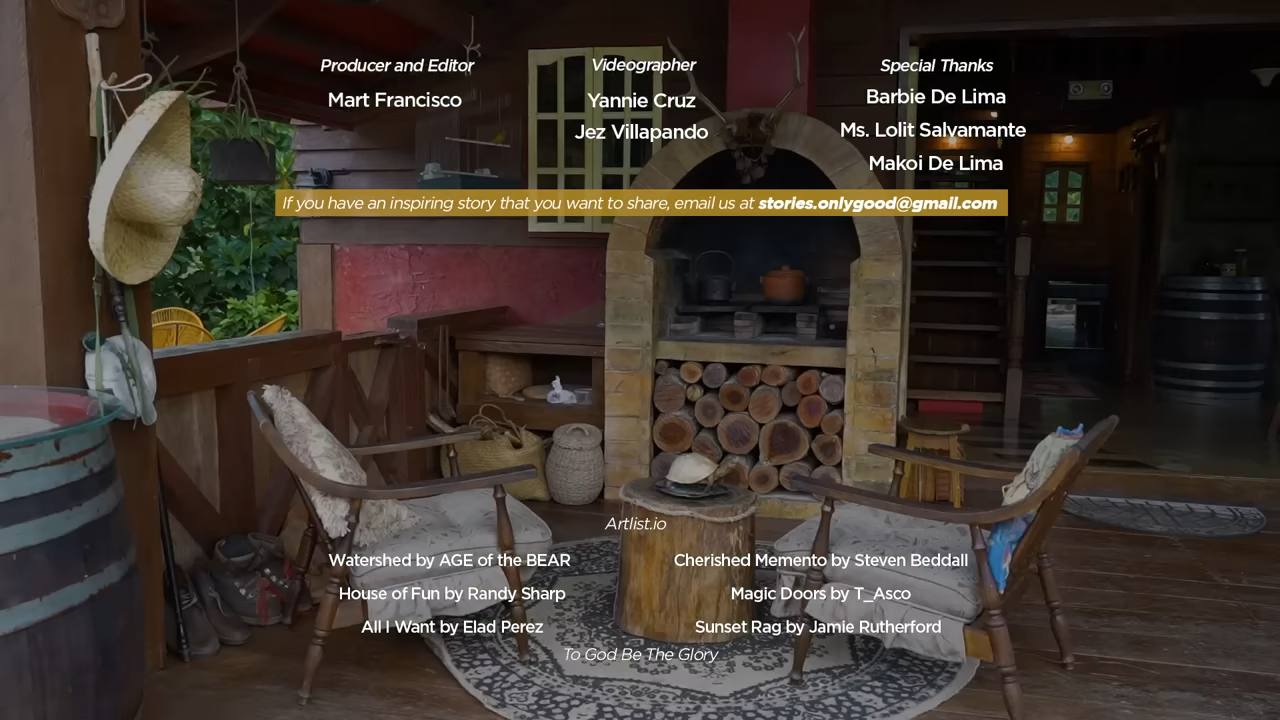 Producer and Editor
Mart Francisco
Videographer
Yannie Cruz
Jez Villapando
Special Thanks
Barbie De Lima
Ms. Lolit Salvamante
Makoi De Lima
If you have an inspiring story that you want to share, email us at stories.onlygood@gmail.com
Artlist.io
Watershed by AGE of the BEAR
House of Fun by Randy Sharp
All I Want by Elad Perez
Cherished Memento by Steven Beddall
Magic Doors by T_Asco
Sunset Rag by Jamie Rutherford
To God Be The Glory